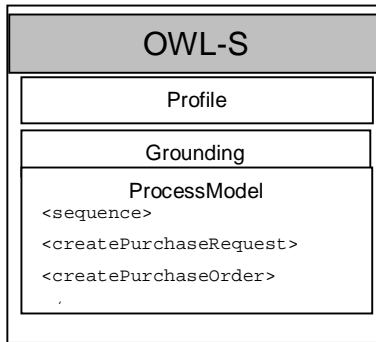 OWL-S
Profile
Grounding
ProcessModel
<sequence>
<createPurchaseRequest>
<createPurchaseOrder>